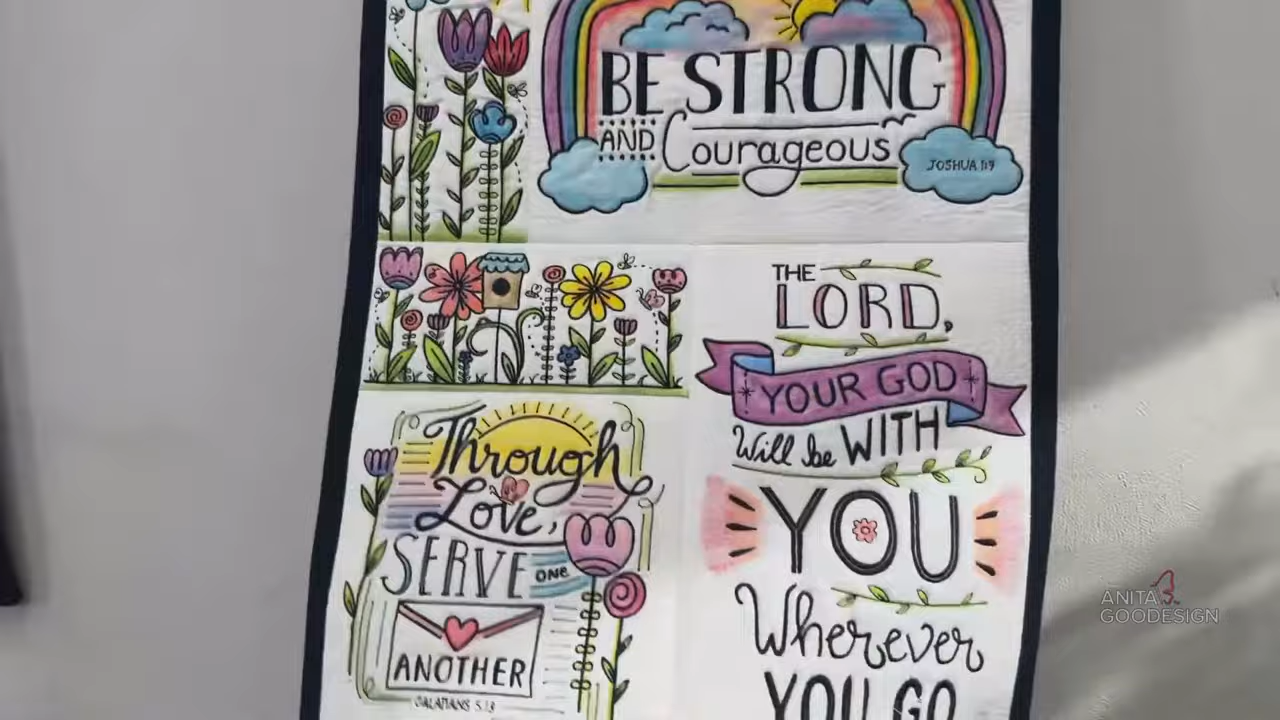 BE STRONG
AND Courageous
JOSHUA 1:9
THE
LORD,
YOUR GOD
Will be WITH
YOU
Wherever
YOU GO
Through
Love,
SERVE ONE
ANOTHER
GALATIANS 5:13
ANITA
GOODESIGN